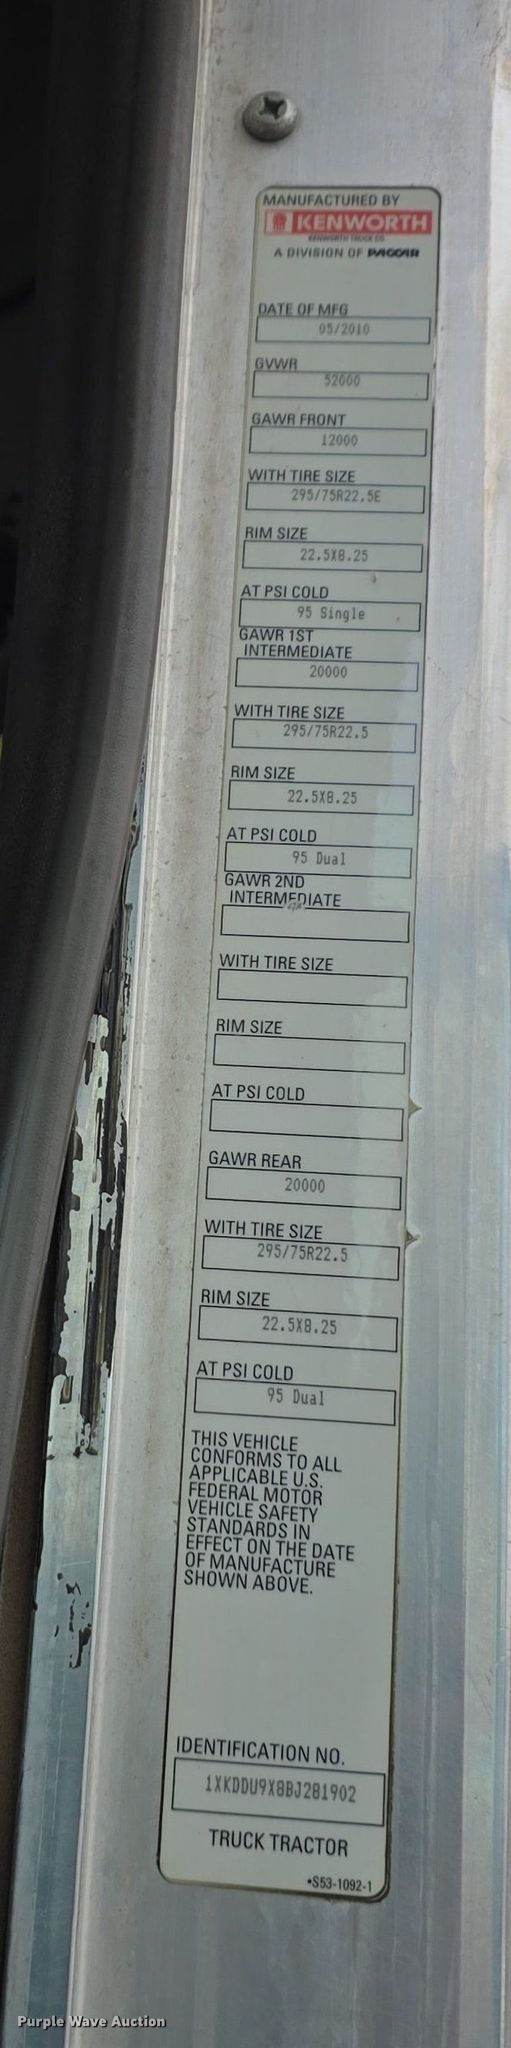 MANUFACTURED BY
KENWORTH
KENWORTH TRUCK CO.
A DIVISION OF PACCAR
DATE OF MFG
05/2010
GVWR
52000
GAWR FRONT
12000
WITH TIRE SIZE
295/75R22.5E
RIM SIZE
22.5X8.25
AT PSI COLD
95 Single
GAWR 1ST
INTERMEDIATE
20000
WITH TIRE SIZE
295/75R22.5
RIM SIZE
22.5X8.25
AT PSI COLD
95 Dual
GAWR 2ND
INTERMEDIATE
WITH TIRE SIZE
RIM SIZE
AT PSI COLD
GAWR REAR
20000
WITH TIRE SIZE
295/75R22.5
RIM SIZE
22.5X8.25
AT PSI COLD
95 Dual
THIS VEHICLE
CONFORMS TO ALL
APPLICABLE U.S.
FEDERAL MOTOR
VEHICLE SAFETY
STANDARDS IN
EFFECT ON THE DATE
OF MANUFACTURE
SHOWN ABOVE.
IDENTIFICATION NO.
1XKDDU9X8BJ281902
TRUCK TRACTOR
•S53-1092-1
Purple Wave Auction